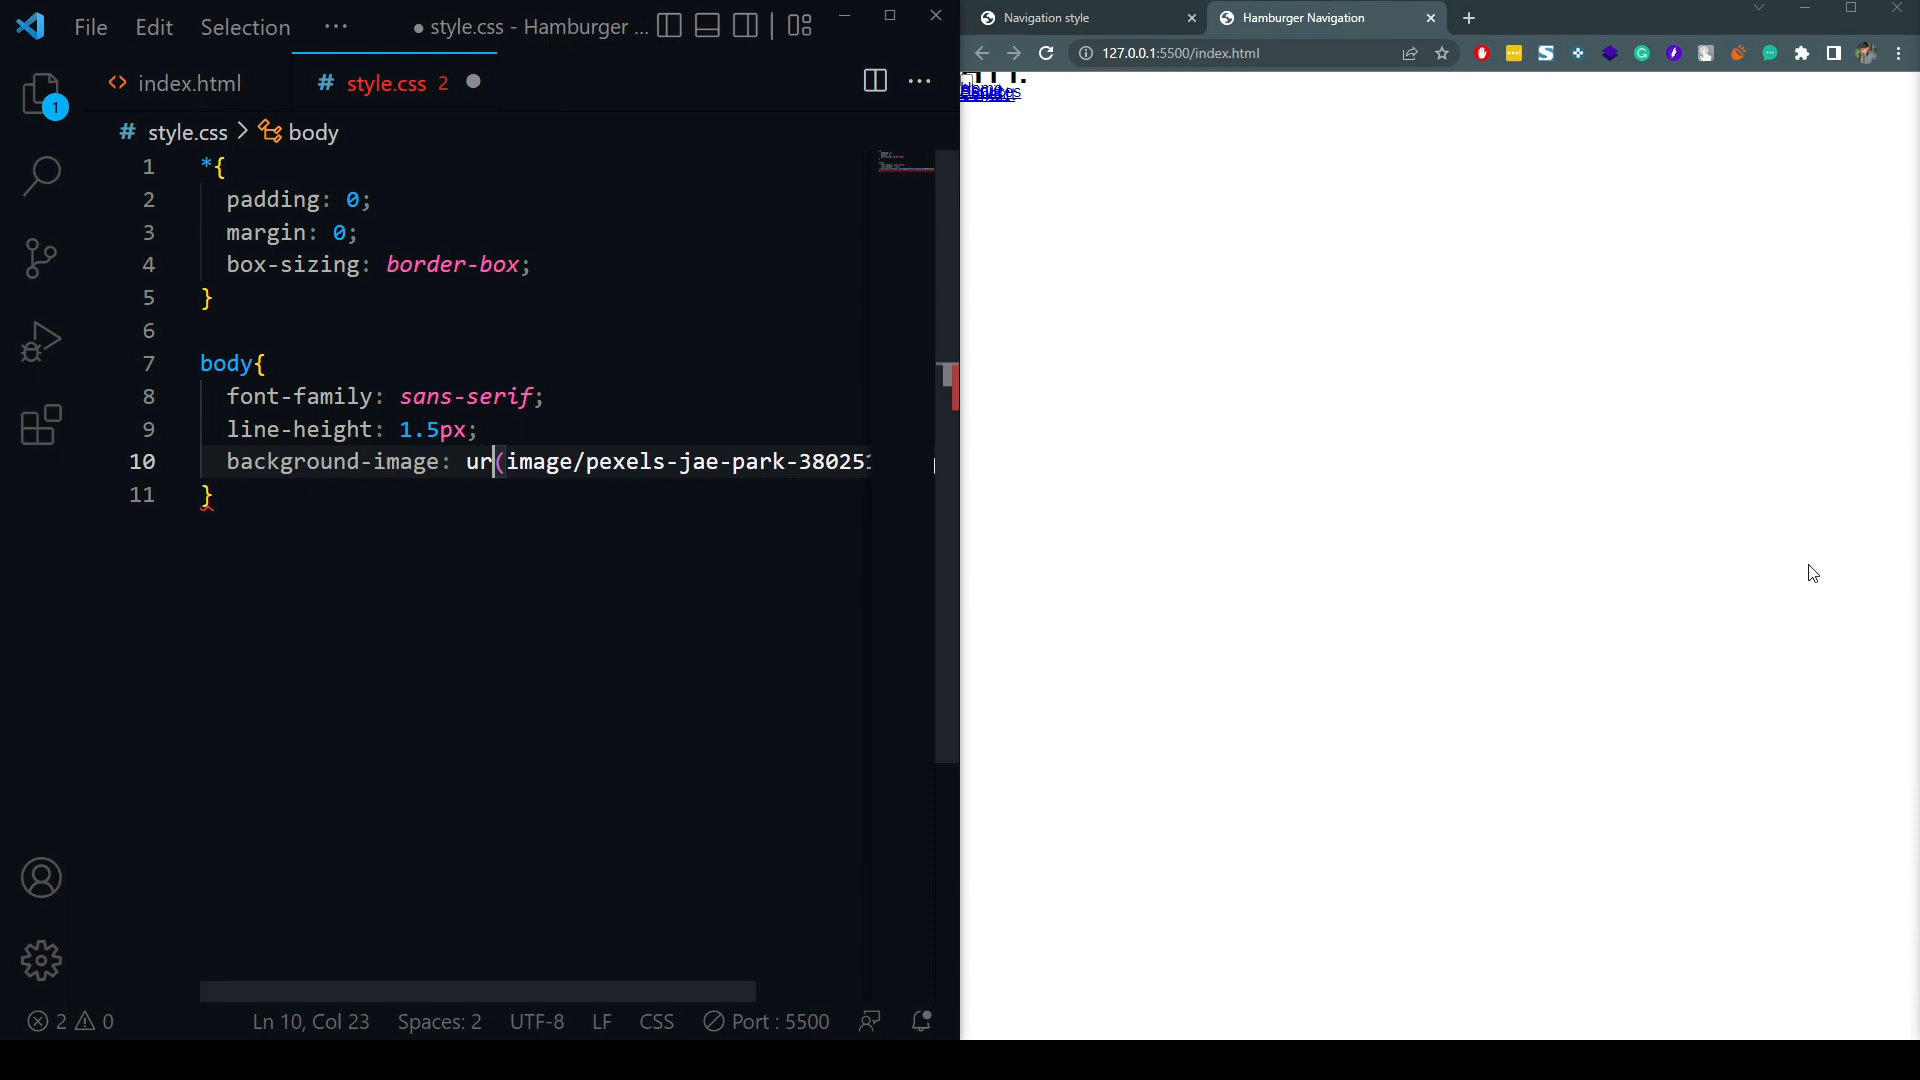 File Edit Selection ··· ● style.css - Hamburger ...
index.html # style.css 2
# style.css > body
1 *{
2 padding: 0;
3 margin: 0;
4 box-sizing: border-box;
5 }
6
7 body{
8 font-family: sans-serif;
9 line-height: 1.5px;
10 background-image: ur(image/pexels-jae-park-380251
11 }
1
2 0 Ln 10, Col 23 Spaces: 2 UTF-8 LF CSS Port : 5500
Navigation style Hamburger Navigation
127.0.0.1:5500/index.html